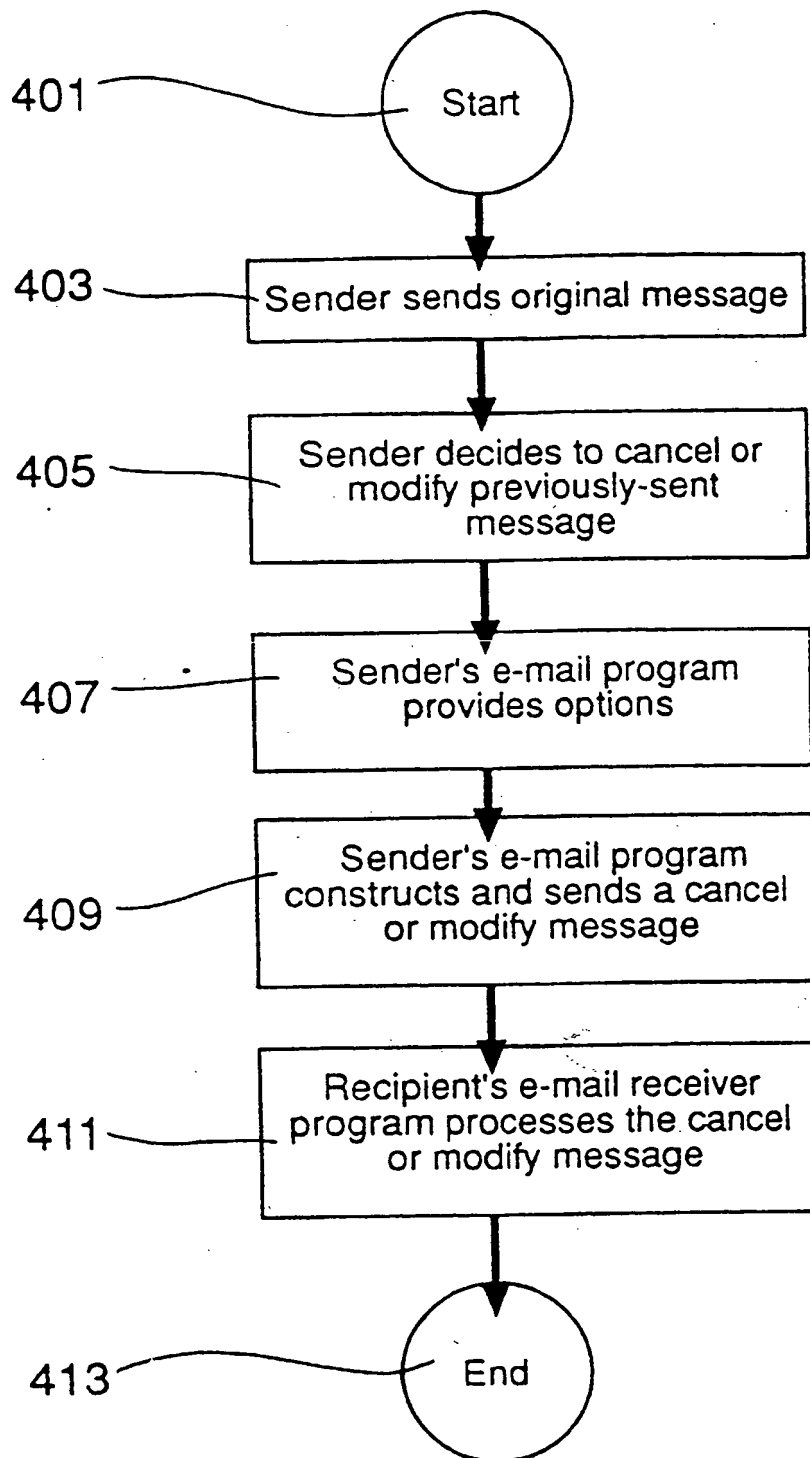 401
Start
403
Sender sends original message
405
Sender decides to cancel or
modify previously-sent
message
407
Sender's e-mail program
provides options
409
Sender's e-mail program
constructs and sends a cancel
or modify message
411
Recipient's e-mail receiver
program processes the cancel
or modify message
413
End